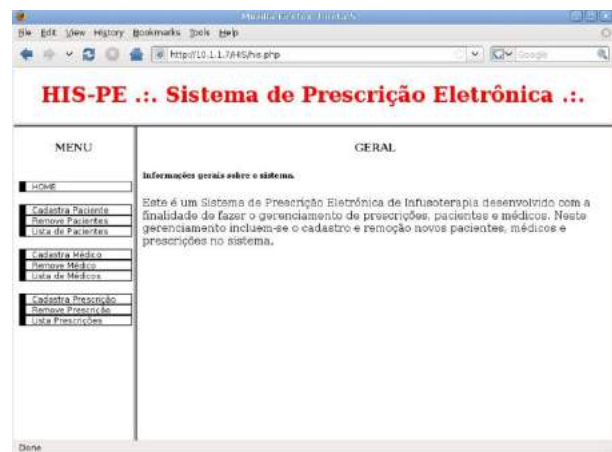 File Edit View History Bookmarks Tools Help
http://10.1.1.7/HIS/his.php
Google
HIS-PE .:. Sistema de Prescrição Eletrônica .:.
MENU
HOME
Cadastra Paciente
Remove Pacientes
Lista de Pacientes
Cadastra Médico
Remove Médico
Lista de Médicos
Cadastra Prescrição
Remove Prescrição
Lista Prescrições
GERAL
Informações gerais sobre o sistema.
Este é um Sistema de Prescrição Eletrônica de Infusoterapia desenvolvido com a
finalidade de fazer o gerenciamento de prescrições, pacientes e médicos. Neste
gerenciamento incluem-se o cadastro e remoção novos pacientes, médicos e
prescrições no sistema.
Done